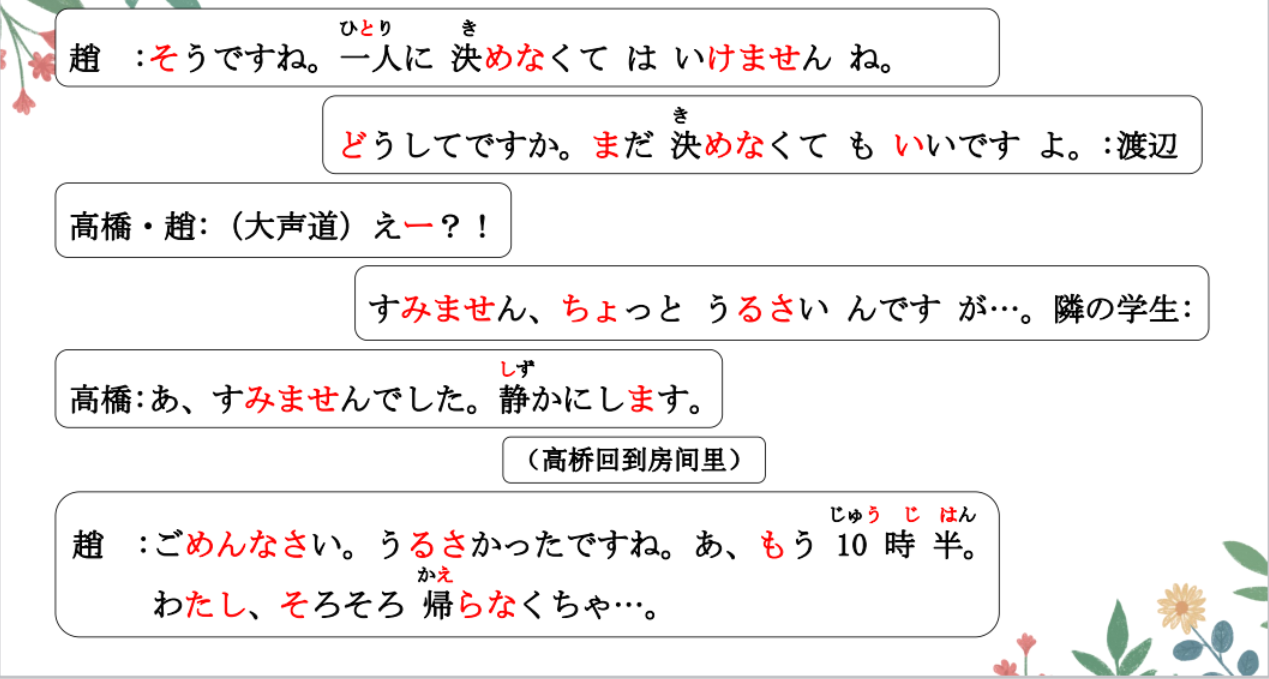 ひとり き
趙 :そうですね。一人に 決めなくて は いけません ね。
き
どうしてですか。まだ 決めなくて も いいです よ。:渡辺
高橋・趙:（大声道）えー？！
すみません、ちょっと うるさい んです が…。隣の学生:
しず
高橋:あ、すみませんでした。静かにします。
（高桥回到房间里）
じゅう じ はん
趙 :ごめんなさい。うるさかったですね。あ、もう 10 時 半。
かえ
わたし、そろそろ 帰らなくちゃ…。